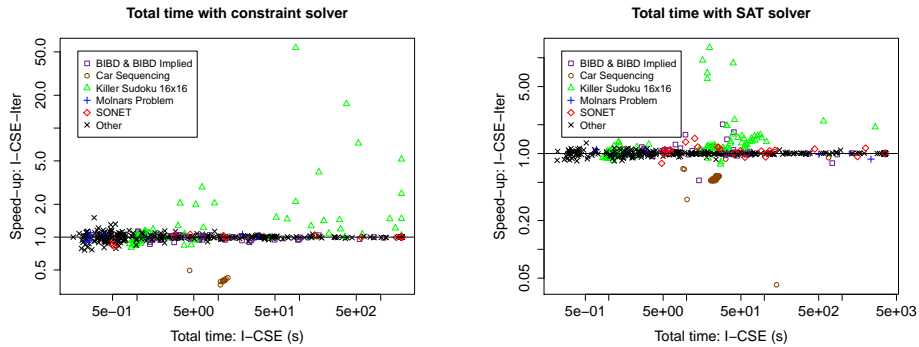 Total time with constraint solver
Speed−up: I−CSE−Iter
50.0
20.0
5.0
2.0
1.0
0.5
BIBD & BIBD Implied
Car Sequencing
Killer Sudoku 16x16
Molnars Problem
SONET
Other
5e−01
5e+00
5e+01
5e+02
Total time: I−CSE (s)
Total time with SAT solver
Speed−up: I−CSE−Iter
5.00
1.00
0.20
0.05
BIBD & BIBD Implied
Car Sequencing
Killer Sudoku 16x16
Molnars Problem
SONET
Other
5e−01
5e+00
5e+01
5e+02
5e+03
Total time: I−CSE (s)